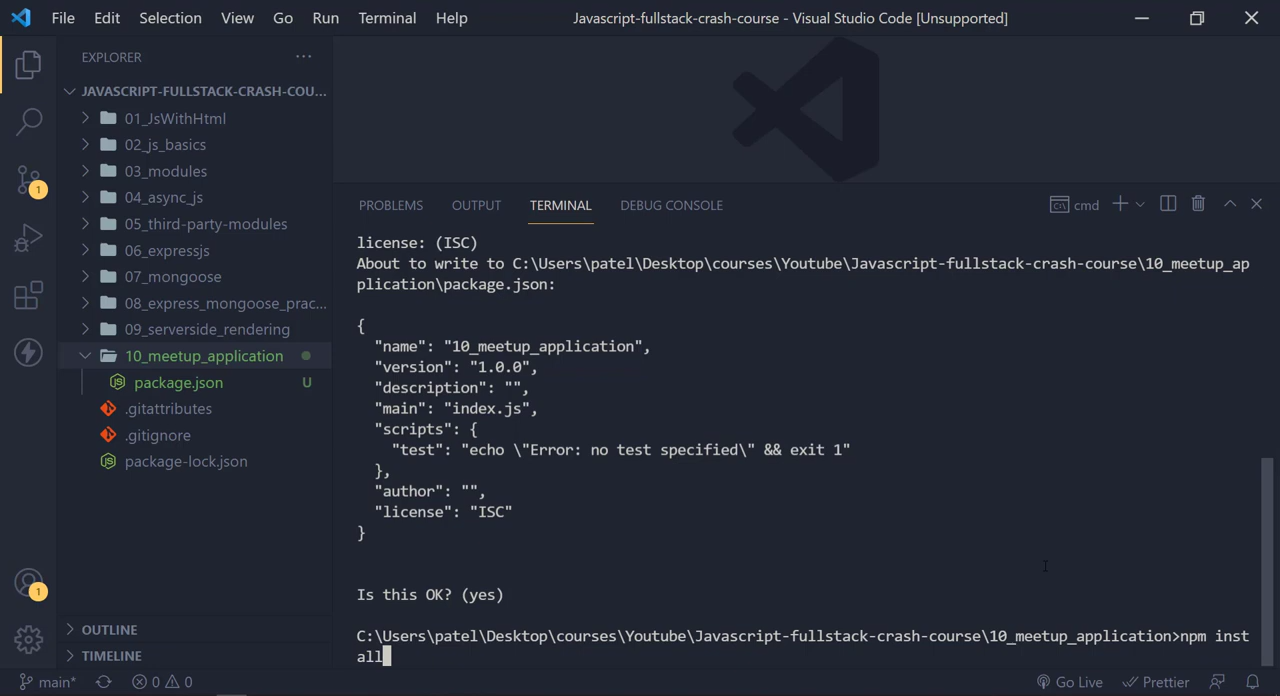 File Edit Selection View Go Run Terminal Help
Javascript-fullstack-crash-course - Visual Studio Code [Unsupported]
EXPLORER ...
JAVASCRIPT-FULLSTACK-CRASH-COU...
01_JsWithHtml
02_js_basics
03_modules
04_async_js
05_third-party-modules
06_expressjs
07_mongoose
08_express_mongoose_prac...
09_serverside_rendering
10_meetup_application
package.json U
.gitattributes
.gitignore
package-lock.json
OUTLINE
TIMELINE
1
1
PROBLEMS OUTPUT TERMINAL DEBUG CONSOLE
cmd
license: (ISC)
About to write to C:\Users\patel\Desktop\courses\Youtube\Javascript-fullstack-crash-course\10_meetup_ap
plication\package.json:
{
"name": "10_meetup_application",
"version": "1.0.0",
"description": "",
"main": "index.js",
"scripts": {
"test": "echo \"Error: no test specified\" && exit 1"
},
"author": "",
"license": "ISC"
}
Is this OK? (yes)
C:\Users\patel\Desktop\courses\Youtube\Javascript-fullstack-crash-course\10_meetup_application>npm inst
all
main* 0 0 Go Live Prettier